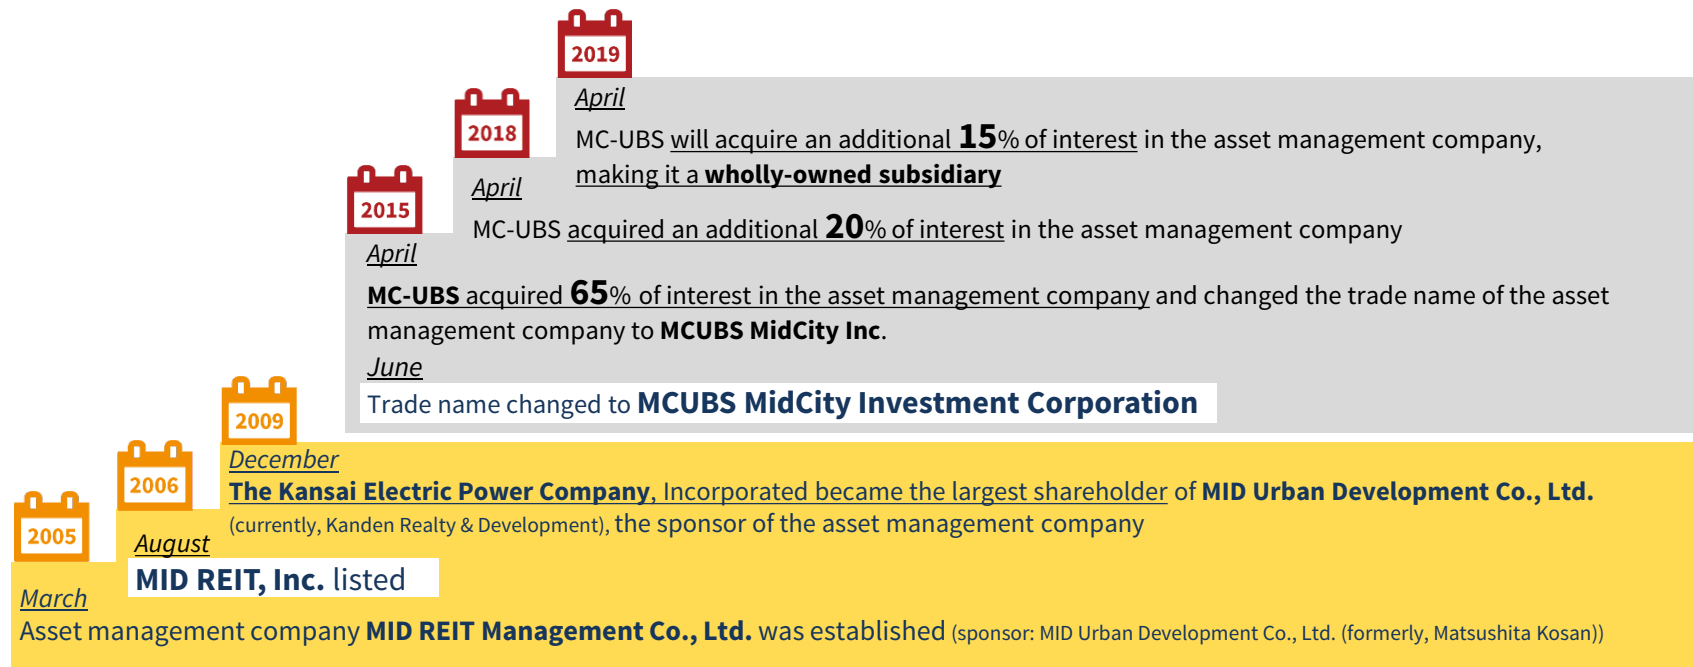 2019
April
MC-UBS will acquire an additional 15% of interest in the asset management company,
making it a wholly-owned subsidiary
2018
April
MC-UBS acquired an additional 20% of interest in the asset management company
2015
April
MC-UBS acquired 65% of interest in the asset management company and changed the trade name of the asset
management company to MCUBS MidCity Inc.
June
Trade name changed to MCUBS MidCity Investment Corporation
2009
December
The Kansai Electric Power Company, Incorporated became the largest shareholder of MID Urban Development Co., Ltd.
(currently, Kanden Realty & Development), the sponsor of the asset management company
2006
August
MID REIT, Inc. listed
2005
March
Asset management company MID REIT Management Co., Ltd. was established (sponsor: MID Urban Development Co., Ltd. (formerly, Matsushita Kosan))